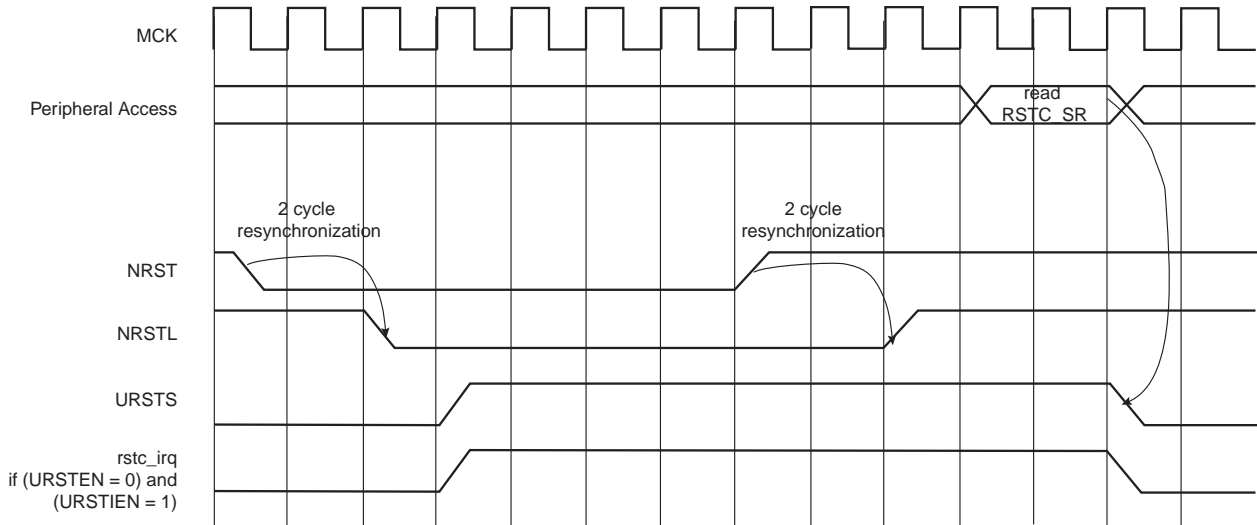 MCK
Peripheral Access
read
RSTC_SR
2 cycle
resynchronization
2 cycle
resynchronization
NRST
NRSTL
URSTS
rstc_irq
if (URSTEN = 0) and
(URSTIEN = 1)